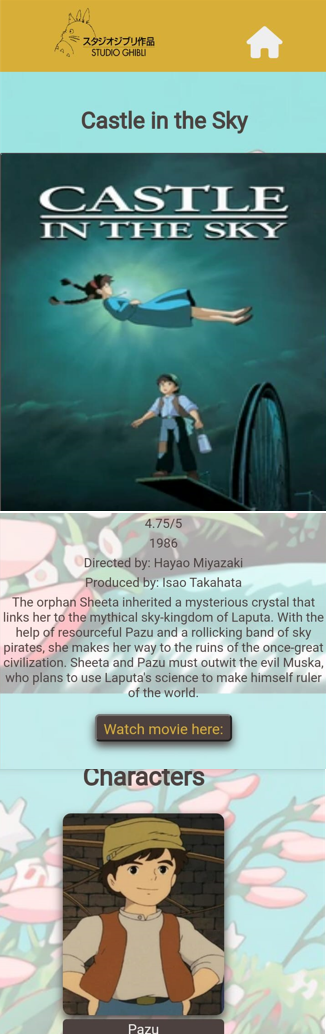 スタジオジブリ作品
STUDIO GHIBLI
Castle in the Sky
CASTLE
IN THE SKY
4.75/5
1986
Directed by: Hayao Miyazaki
Produced by: Isao Takahata
The orphan Sheeta inherited a mysterious crystal that
links her to the mythical sky-kingdom of Laputa. With the
help of resourceful Pazu and a rollicking band of sky
pirates, she makes her way to the ruins of the once-great
civilization. Sheeta and Pazu must outwit the evil Muska,
who plans to use Laputa's science to make himself ruler
of the world.
Watch movie here:
Characters
Pazu